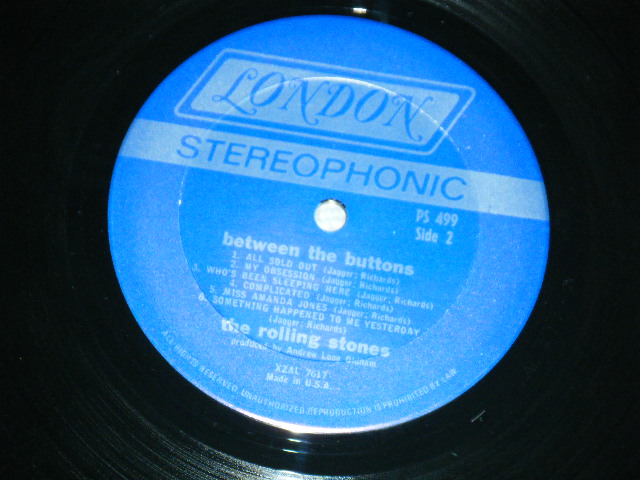 LONDON
STEREOPHONIC
PS 499
Side 2
between the buttons
1. ALL SOLD OUT (Jagger; Richards)
2. MY OBSESSION (Jagger; Richards)
3. WHO'S BEEN SLEEPING HERE (Jagger; Richards)
4. COMPLICATED (Jagger; Richards)
5. MISS AMANDA JONES (Jagger; Richards)
6. SOMETHING HAPPENED TO ME YESTERDAY
(Jagger; Richards)
the rolling stones
produced by Andrew Loog Oldham
XZAL 7617
Made in U.S.A.
ALL RIGHTS RESERVED. UNAUTHORIZED REPRODUCTION IS PROHIBITED BY LAW